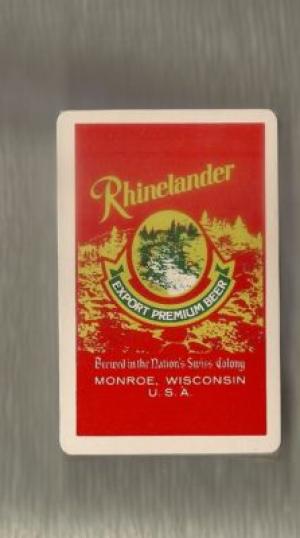 Rhinelander
EXPORT PREMIUM BEER
Brewed in the Nation's Swiss Colony
MONROE, WISCONSIN
U.S.A.